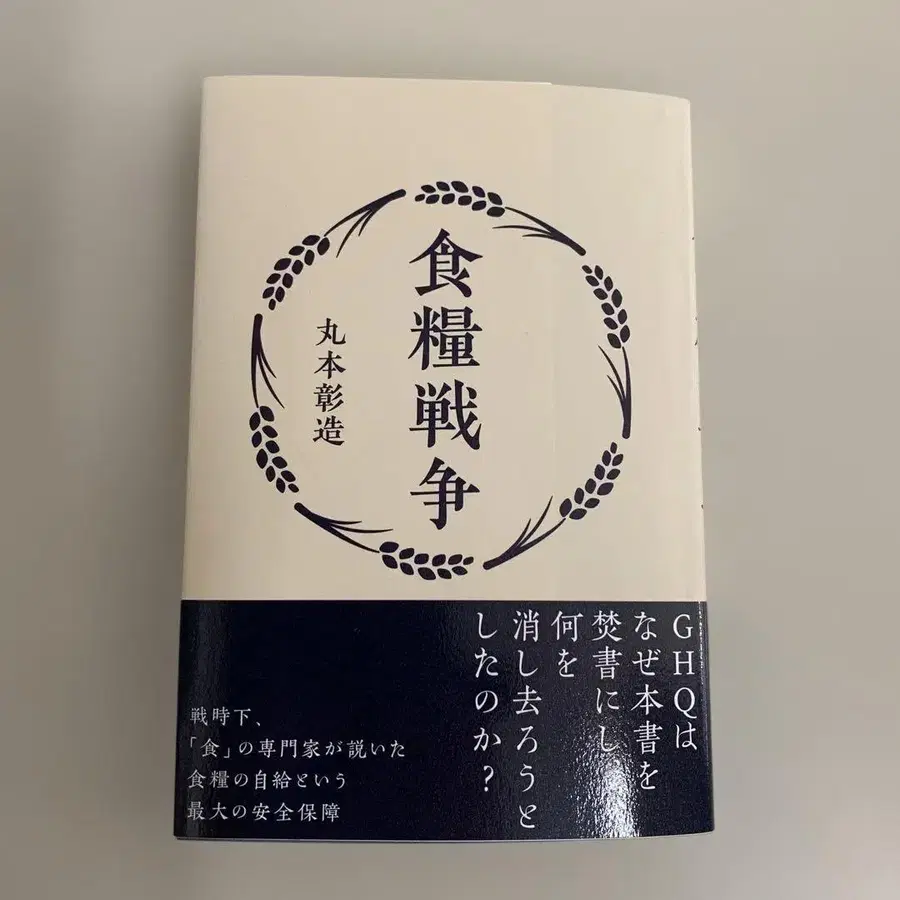 食糧戦争
丸本彰造
GHQは
なぜ本書を
焚書にし
何を
消し去ろうと
したのか?
戦時下、
「食」の専門家が説いた
食糧の自給という
最大の安全保障